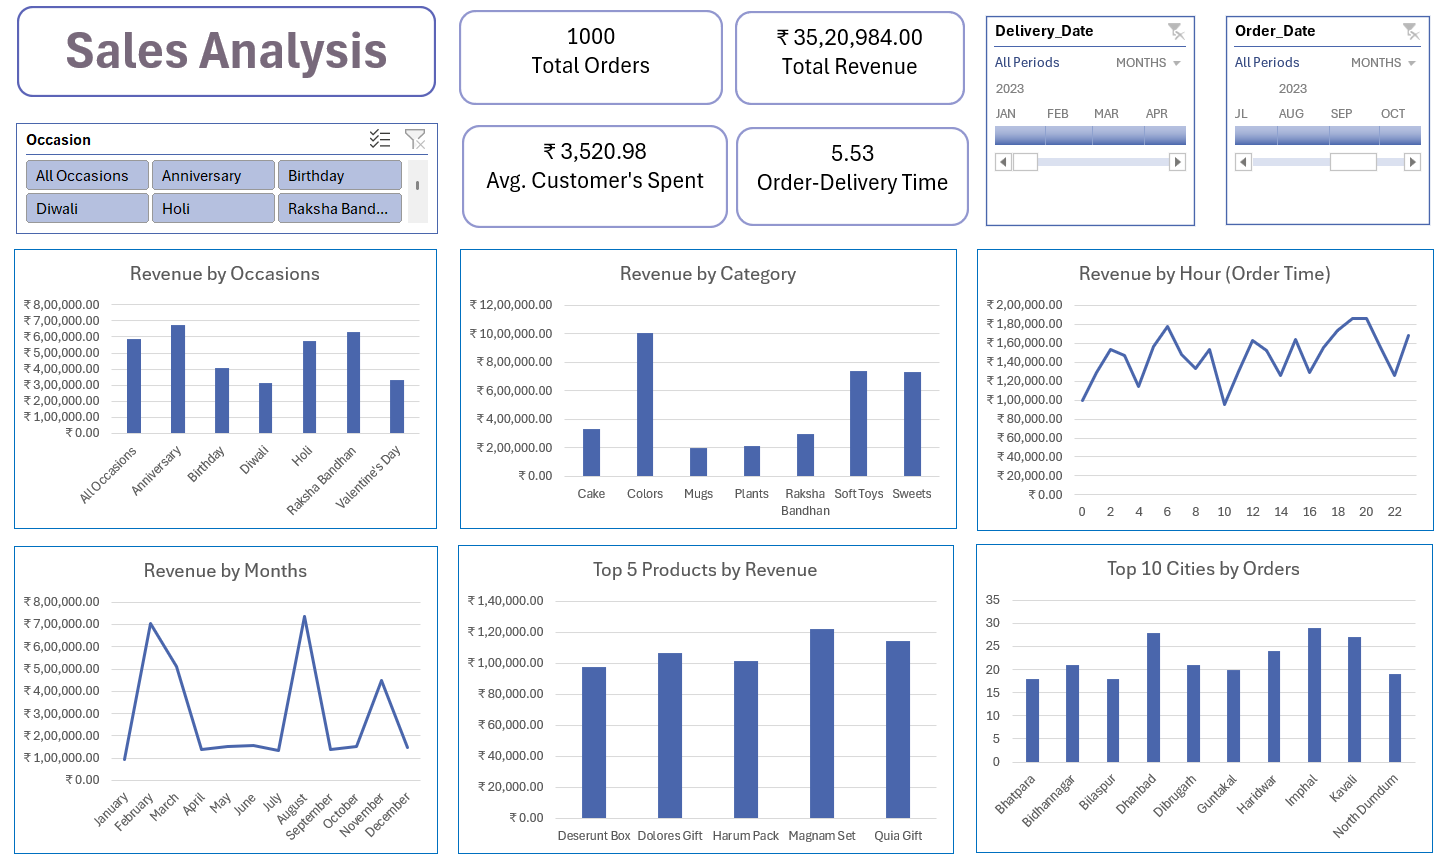 Sales Analysis
1000
Total Orders
₹ 35,20,984.00
Total Revenue
Delivery_Date
All Periods MONTHS
2023
JAN FEB MAR APR
Order_Date
All Periods MONTHS
2023
JL AUG SEP OCT
Occasion
All Occasions Anniversary Birthday
Diwali Holi Raksha Band...
₹ 3,520.98
Avg. Customer's Spent
5.53
Order-Delivery Time
Revenue by Occasions
₹ 8,00,000.00
₹ 7,00,000.00
₹ 6,00,000.00
₹ 5,00,000.00
₹ 4,00,000.00
₹ 3,00,000.00
₹ 2,00,000.00
₹ 1,00,000.00
₹ 0.00
All Occasions
Anniversary
Birthday
Diwali
Holi
Raksha Bandhan
Valentine's Day
Revenue by Category
₹ 12,00,000.00
₹ 10,00,000.00
₹ 8,00,000.00
₹ 6,00,000.00
₹ 4,00,000.00
₹ 2,00,000.00
₹ 0.00
Cake Colors Mugs Plants Raksha Soft Toys Sweets
Bandhan
Revenue by Hour (Order Time)
₹ 2,00,000.00
₹ 1,80,000.00
₹ 1,60,000.00
₹ 1,40,000.00
₹ 1,20,000.00
₹ 1,00,000.00
₹ 80,000.00
₹ 60,000.00
₹ 40,000.00
₹ 20,000.00
₹ 0.00
0 2 4 6 8 10 12 14 16 18 20 22
Revenue by Months
₹ 8,00,000.00
₹ 7,00,000.00
₹ 6,00,000.00
₹ 5,00,000.00
₹ 4,00,000.00
₹ 3,00,000.00
₹ 2,00,000.00
₹ 1,00,000.00
₹ 0.00
January
February
March
April
May
June
July
August
September
October
November
December
Top 5 Products by Revenue
₹ 1,40,000.00
₹ 1,20,000.00
₹ 1,00,000.00
₹ 80,000.00
₹ 60,000.00
₹ 40,000.00
₹ 20,000.00
₹ 0.00
Deserunt Box Dolores Gift Harum Pack Magnam Set Quia Gift
Top 10 Cities by Orders
35
30
25
20
15
10
5
0
Bhatpara
Bidhannagar
Bilaspur
Dhanbad
Dibrugarh
Guntakal
Haridwar
Imphal
Kavali
North Dumdum